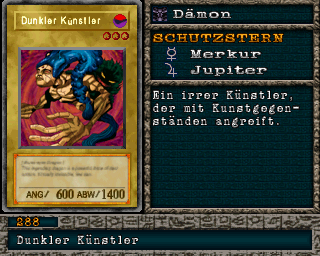 Dunkler Künstler
ANG/ 600 ABW/1400
Dämon
SCHUTZSTERN
Merkur
Jupiter
Ein irrer Künstler,
der mit Kunstgegen-
ständen angreift.
288
Dunkler Künstler